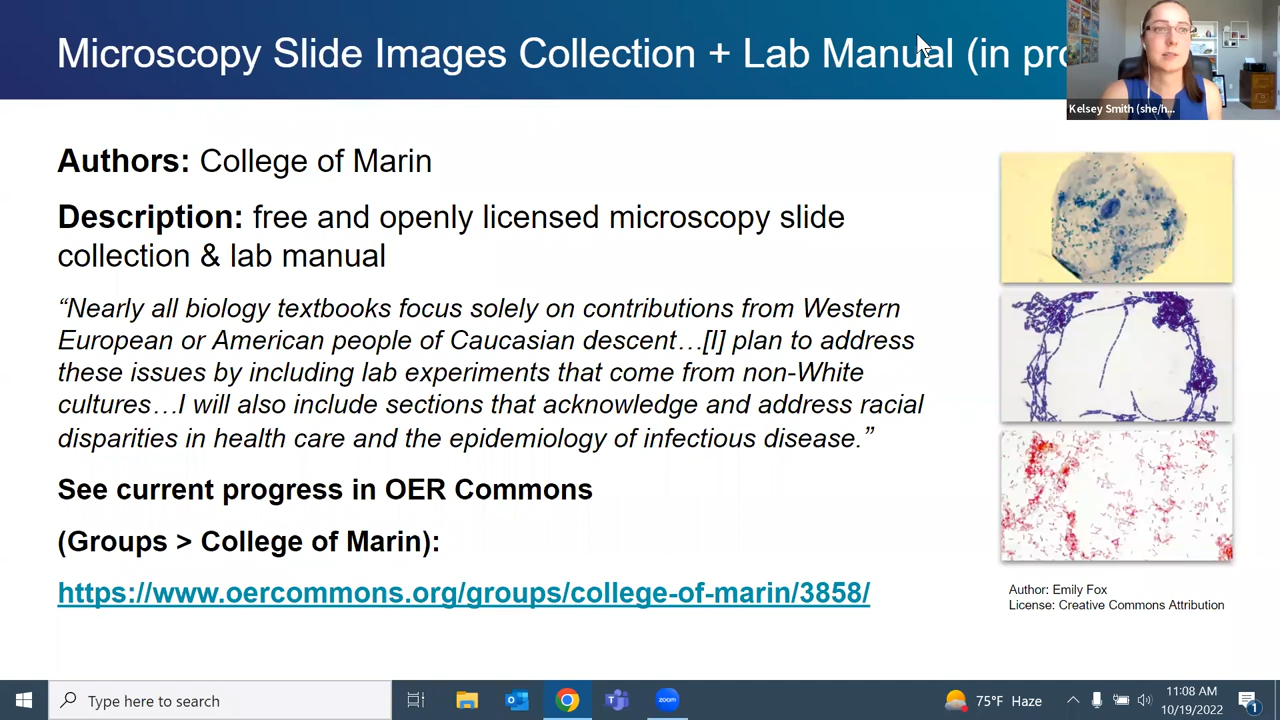 Microscopy Slide Images Collection + Lab Manual (in pro
Kelsey Smith (she/h...
Authors: College of Marin
Description: free and openly licensed microscopy slide
collection & lab manual
“Nearly all biology textbooks focus solely on contributions from Western
European or American people of Caucasian descent…[I] plan to address
these issues by including lab experiments that come from non-White
cultures…I will also include sections that acknowledge and address racial
disparities in health care and the epidemiology of infectious disease.”
See current progress in OER Commons
(Groups > College of Marin):
https://www.oercommons.org/groups/college-of-marin/3858/
Author: Emily Fox
License: Creative Commons Attribution
Type here to search
zoom
75°F Haze
11:08 AM
10/19/2022
1